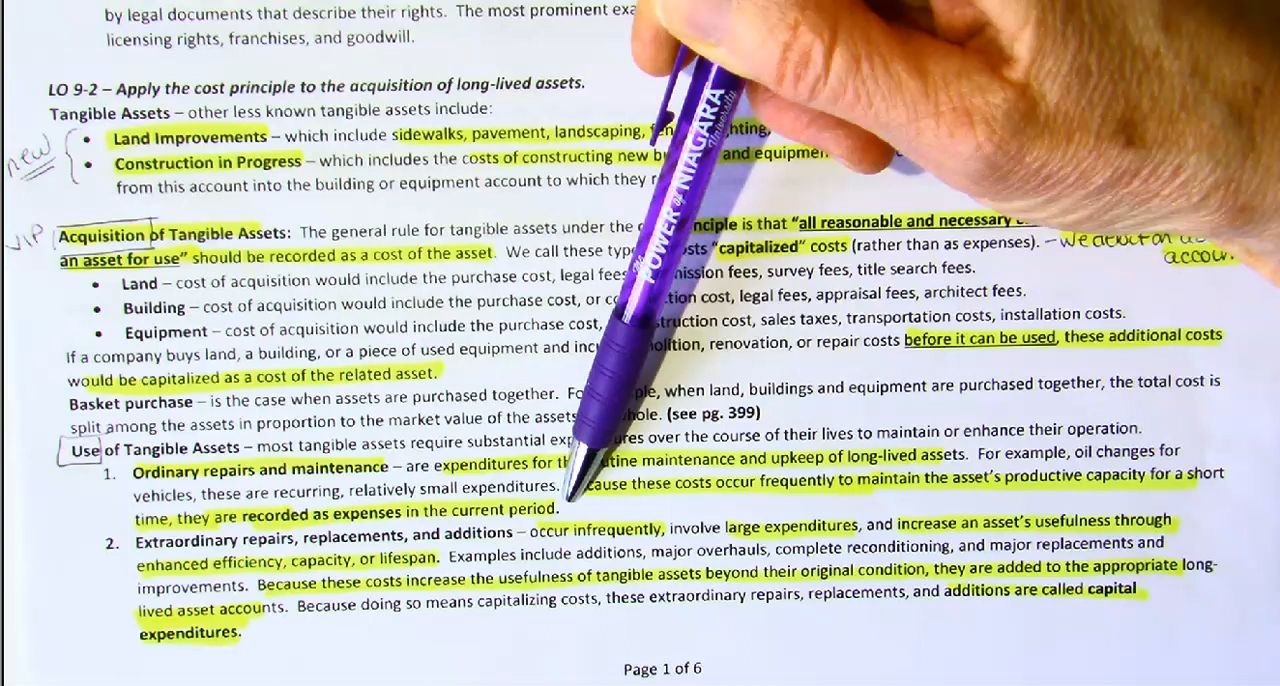 by legal documents that describe their rights. The most prominent exa
licensing rights, franchises, and goodwill.
LO 9-2 – Apply the cost principle to the acquisition of long-lived assets.
Tangible Assets – other less known tangible assets include:
new
• Land Improvements – which include sidewalks, pavement, landscaping, fen hting,
• Construction in Progress – which includes the costs of constructing new b and equipmen
from this account into the building or equipment account to which they r
VIP
Acquisition of Tangible Assets: The general rule for tangible assets under the c nciple is that “all reasonable and necessary
an asset for use” should be recorded as a cost of the asset. We call these typ sts “capitalized” costs (rather than as expenses). – We
accou
• Land – cost of acquisition would include the purchase cost, legal fees mission fees, survey fees, title search fees.
• Building – cost of acquisition would include the purchase cost, or co tion cost, legal fees, appraisal fees, architect fees.
• Equipment – cost of acquisition would include the purchase cost, struction cost, sales taxes, transportation costs, installation costs.
If a company buys land, a building, or a piece of used equipment and inc olition, renovation, or repair costs before it can be used, these additional costs
would be capitalized as a cost of the related asset.
Basket purchase – is the case when assets are purchased together. Fo ple, when land, buildings and equipment are purchased together, the total cost is
split among the assets in proportion to the market value of the assets hole. (see pg. 399)
Use of Tangible Assets – most tangible assets require substantial exp ures over the course of their lives to maintain or enhance their operation.
1. Ordinary repairs and maintenance – are expenditures for th utine maintenance and upkeep of long-lived assets. For example, oil changes for
vehicles, these are recurring, relatively small expenditures. cause these costs occur frequently to maintain the asset’s productive capacity for a short
time, they are recorded as expenses in the current period.
2. Extraordinary repairs, replacements, and additions – occur infrequently, involve large expenditures, and increase an asset’s usefulness through
enhanced efficiency, capacity, or lifespan. Examples include additions, major overhauls, complete reconditioning, and major replacements and
improvements. Because these costs increase the usefulness of tangible assets beyond their original condition, they are added to the appropriate long-
lived asset accounts. Because doing so means capitalizing costs, these extraordinary repairs, replacements, and additions are called capital
expenditures.
Page 1 of 6
The POWER of NIAGARA University